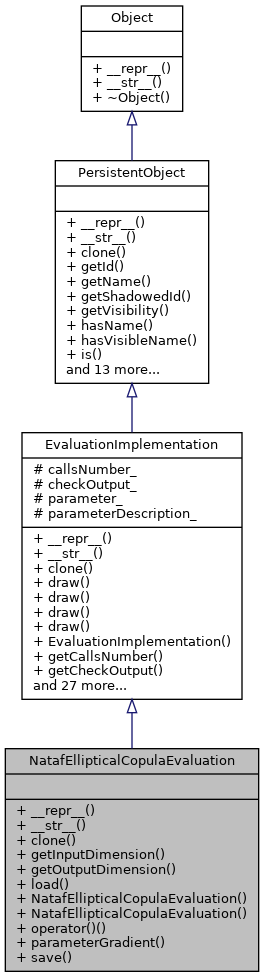 Object
+ __repr__()
+ __str__()
+ ~Object()
PersistentObject
+ __repr__()
+ __str__()
+ clone()
+ getId()
+ getName()
+ getShadowedId()
+ getVisibility()
+ hasName()
+ hasVisibleName()
+ is()
and 13 more...
EvaluationImplementation
# callsNumber_
# checkOutput_
# parameter_
# parameterDescription_
+ __repr__()
+ __str__()
+ clone()
+ draw()
+ draw()
+ draw()
+ draw()
+ EvaluationImplementation()
+ getCallsNumber()
+ getCheckOutput()
and 27 more...
NatafEllipticalCopulaEvaluation
+ __repr__()
+ __str__()
+ clone()
+ getInputDimension()
+ getOutputDimension()
+ load()
+ NatafEllipticalCopulaEvaluation()
+ NatafEllipticalCopulaEvaluation()
+ operator()()
+ parameterGradient()
+ save()